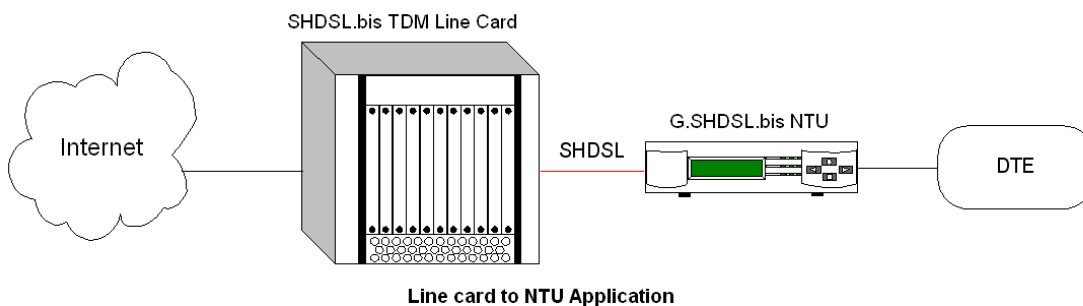 SHDSL.bis TDM Line Card
Internet
SHDSL
G.SHDSL.bis NTU
DTE
Line card to NTU Application